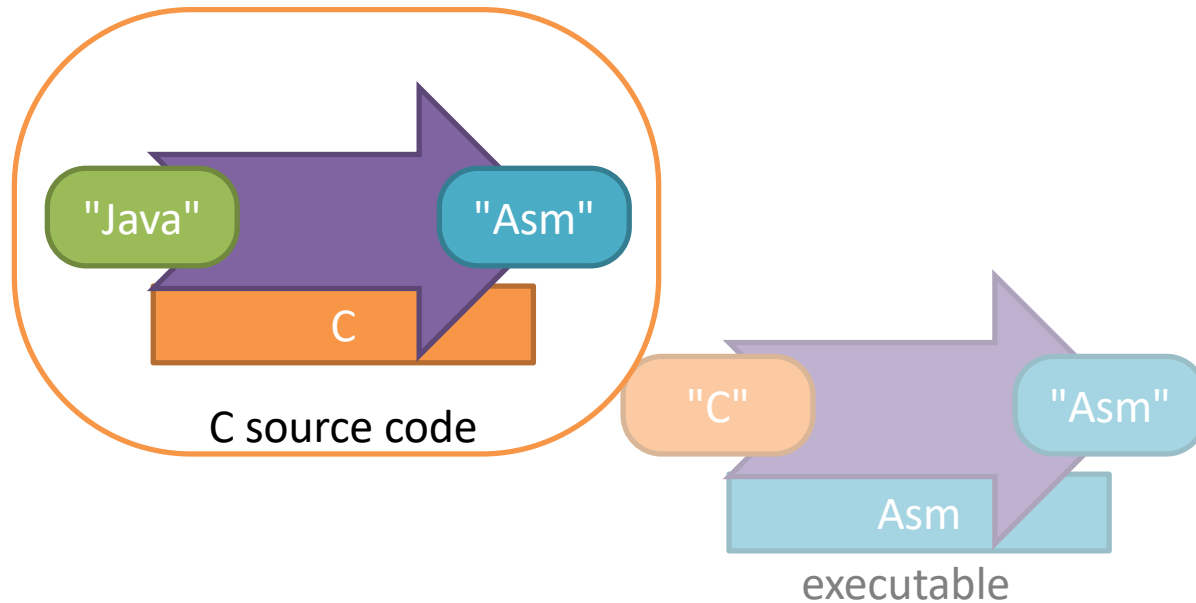 "Java"
"Asm"
C
C source code
"C"
"Asm"
Asm
executable